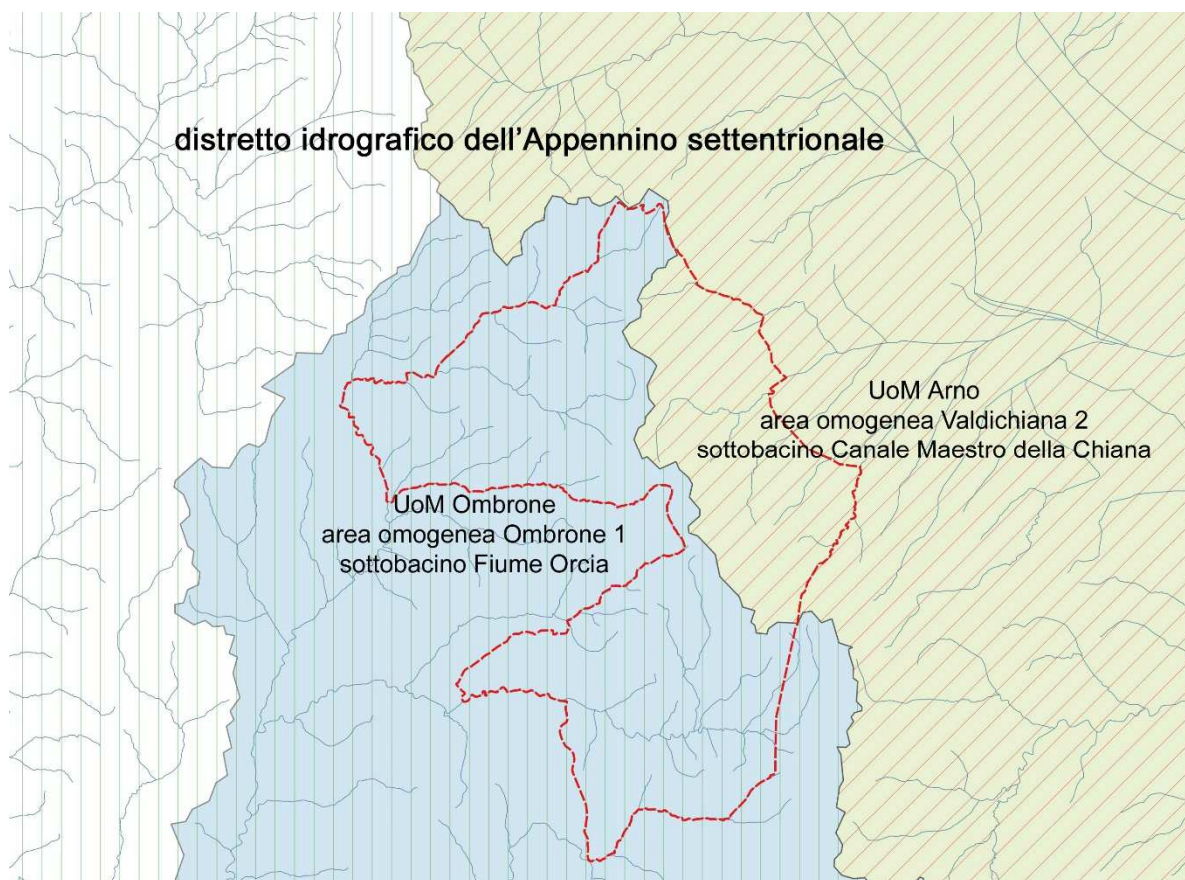 distretto idrografico dell'Appennino settentrionale
UoM Arno
area omogenea Valdichiana 2
sottobacino Canale Maestro della Chiana
UoM Ombrone
area omogenea Ombrone 1
sottobacino Fiume Orcia